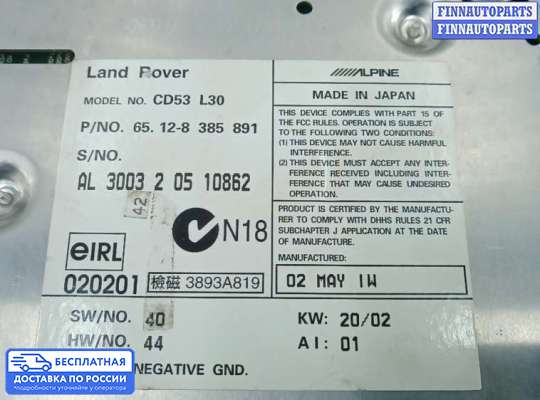 FINNAUTOPARTS
FINNAUTOPARTS
FINNAUTOPARTS
Land Rover
MODEL NO. CD53 L30
P/NO. 65. 12-8 385 891
S/NO.
AL 3003 2 05 10862
42
N18
eIRL
020201
檢磁 3893A819
SW/NO. 40
HW/NO. 44
NEGATIVE GND.
ALPINE
MADE IN JAPAN
THIS DEVICE COMPLIES WITH PART 15 OF
THE FCC RULES. OPERATION IS SUBJECT
TO THE FOLLOWING TWO CONDITIONS:
(1) THIS DEVICE MAY NOT CAUSE HARMFUL
INTERFERENCE, AND
(2) THIS DEVICE MUST ACCEPT ANY INTER-
FERENCE RECEIVED, INCLUDING INTER-
FERENCE THAT MAY CAUSE UNDESIRED
OPERATION.
PRODUCT IS CERTIFIED BY THE MANUFACTU-
RER TO COMPLY WITH DHHS RULES 21 CFR
SUBCHAPTER J APPLICATION AT THE DATE OF
MANUFACTURE.
MANUFACTURED:
02 MAY 1W
KW: 20/02
AI: 01
БЕСПЛАТНАЯ
ДОСТАВКА ПО РОССИИ
Размеры и габариты